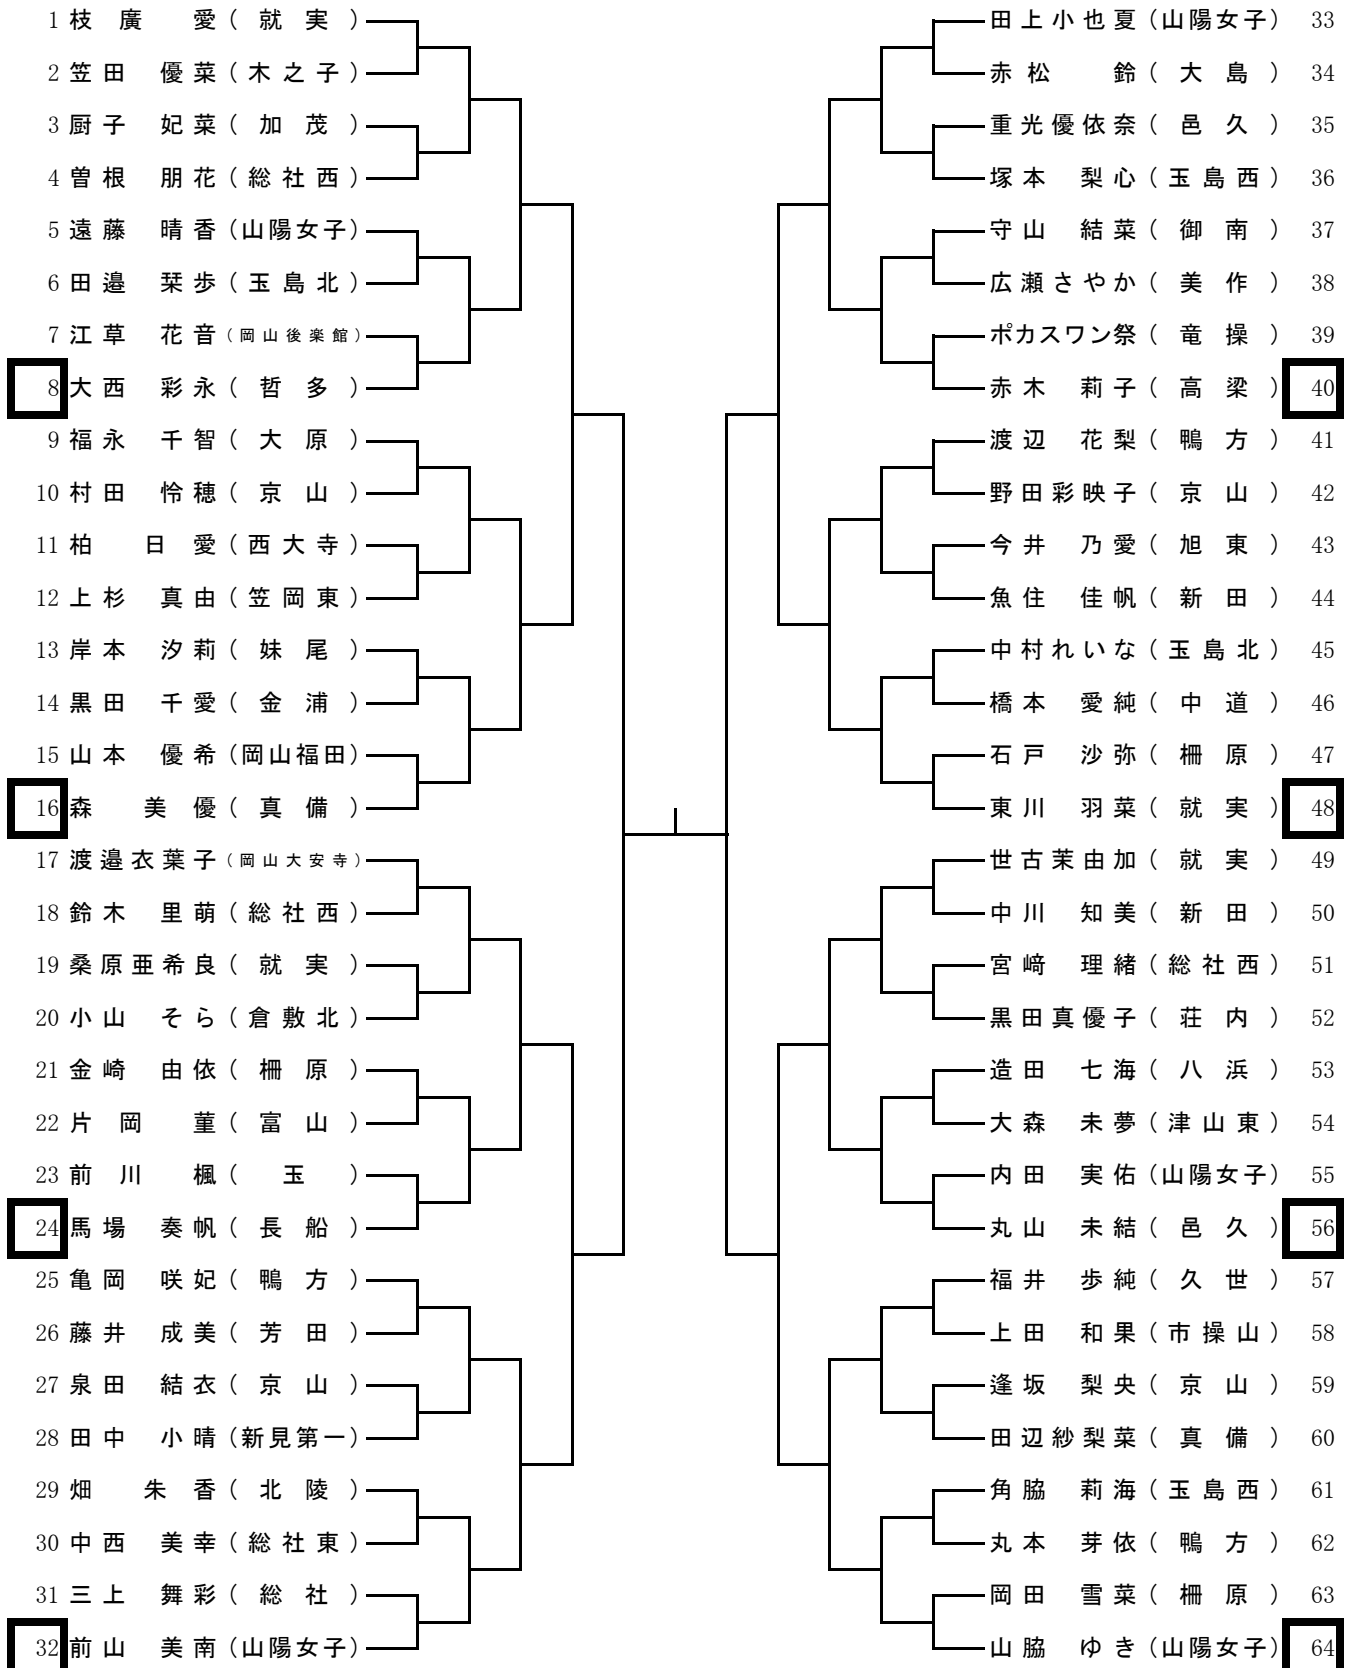 1 枝廣 愛 (就実)
2 笠田 優菜 (木之子)
3 厨子 妃菜 (加茂)
4 曽根 朋花 (総社西)
5 遠藤 晴香 (山陽女子)
6 田邉 栞歩 (玉島北)
7 江草 花音 (岡山後楽館)
8 大西 彩永 (哲多)
9 福永 千智 (大原)
10 村田 怜穂 (京山)
11 柏 日愛 (西大寺)
12 上杉 真由 (笠岡東)
13 岸本 汐莉 (妹尾)
14 黒田 千愛 (金浦)
15 山本 優希 (岡山福田)
16 森 美優 (真備)
17 渡邉衣葉子 (岡山大安寺)
18 鈴木 里萌 (総社西)
19 桑原亜希良 (就実)
20 小山 そら (倉敷北)
21 金崎 由依 (柵原)
22 片岡 菫 (富山)
23 前川 楓 (玉)
24 馬場 奏帆 (長船)
25 亀岡 咲妃 (鴨方)
26 藤井 成美 (芳田)
27 泉田 結衣 (京山)
28 田中 小晴 (新見第一)
29 畑 朱香 (北陵)
30 中西 美幸 (総社東)
31 三上 舞彩 (総社)
32 前山 美南 (山陽女子)
田上小也夏 (山陽女子) 33
赤松 鈴 (大島) 34
重光優依奈 (邑久) 35
塚本 梨心 (玉島西) 36
守山 結菜 (御南) 37
広瀬さやか (美作) 38
ポカスワン祭 (竜操) 39
赤木 莉子 (高梁) 40
渡辺 花梨 (鴨方) 41
野田彩映子 (京山) 42
今井 乃愛 (旭東) 43
魚住 佳帆 (新田) 44
中村れいな (玉島北) 45
橋本 愛純 (中道) 46
石戸 沙弥 (柵原) 47
東川 羽菜 (就実) 48
世古茉由加 (就実) 49
中川 知美 (新田) 50
宮﨑 理緒 (総社西) 51
黒田真優子 (荘内) 52
造田 七海 (八浜) 53
大森 未夢 (津山東) 54
内田 実佑 (山陽女子) 55
丸山 未結 (邑久) 56
福井 歩純 (久世) 57
上田 和果 (市操山) 58
逢坂 梨央 (京山) 59
田辺紗梨菜 (真備) 60
角脇 莉海 (玉島西) 61
丸本 芽依 (鴨方) 62
岡田 雪菜 (柵原) 63
山脇 ゆき (山陽女子) 64